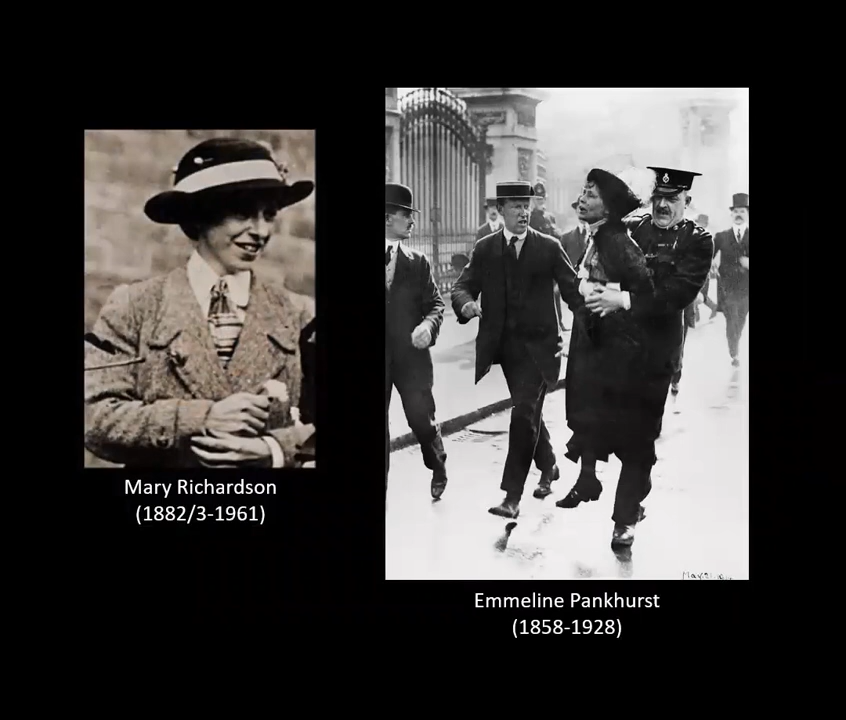 Mary Richardson
(1882/3-1961)
Emmeline Pankhurst
(1858-1928)